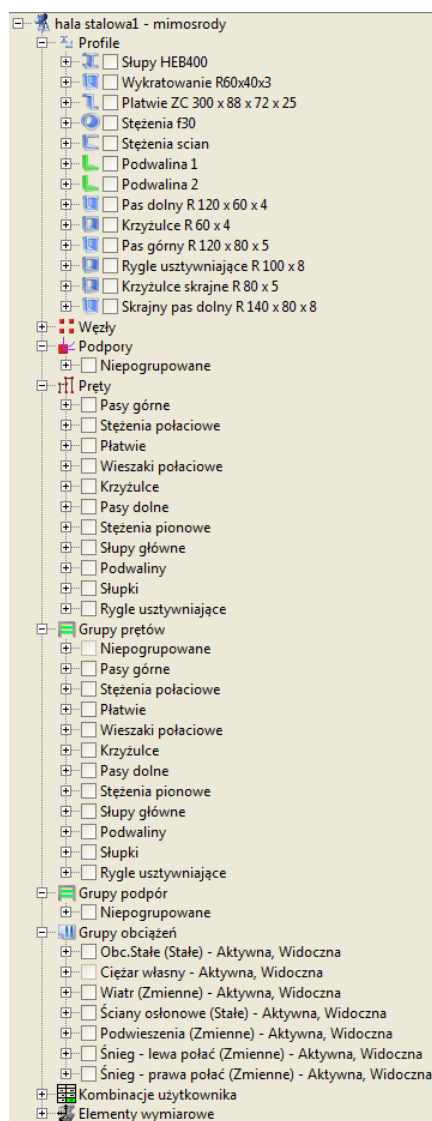 hala stalowa1 - mimosrody
Profile
Słupy HEB400
Wykratowanie R60x40x3
Platwie ZC 300 x 88 x 72 x 25
Stężenia f30
Stężenia scian
Podwalina 1
Podwalina 2
Pas dolny R 120 x 60 x 4
Krzyżulce R 60 x 4
Pas górny R 120 x 80 x 5
Rygle usztywniające R 100 x 8
Krzyżulce skrajne R 80 x 5
Skrajny pas dolny R 140 x 80 x 8
Węzły
Podpory
Niepogrupowane
Pręty
Pasy górne
Stężenia połaciowe
Płatwie
Wieszaki połaciowe
Krzyżulce
Pasy dolne
Stężenia pionowe
Słupy główne
Podwaliny
Słupki
Rygle usztywniające
Grupy prętów
Niepogrupowane
Pasy górne
Stężenia połaciowe
Płatwie
Wieszaki połaciowe
Krzyżulce
Pasy dolne
Stężenia pionowe
Słupy główne
Podwaliny
Słupki
Rygle usztywniające
Grupy podpór
Niepogrupowane
Grupy obciążeń
Obc.Stałe (Stałe) - Aktywna, Widoczna
Ciężar własny - Aktywna, Widoczna
Wiatr (Zmienne) - Aktywna, Widoczna
Ściany osłonowe (Stałe) - Aktywna, Widoczna
Podwieszenia (Zmienne) - Aktywna, Widoczna
Śnieg - lewa połać (Zmienne) - Aktywna, Widoczna
Śnieg - prawa połać (Zmienne) - Aktywna, Widoczna
Kombinacje użytkownika
Elementy wymiarowe